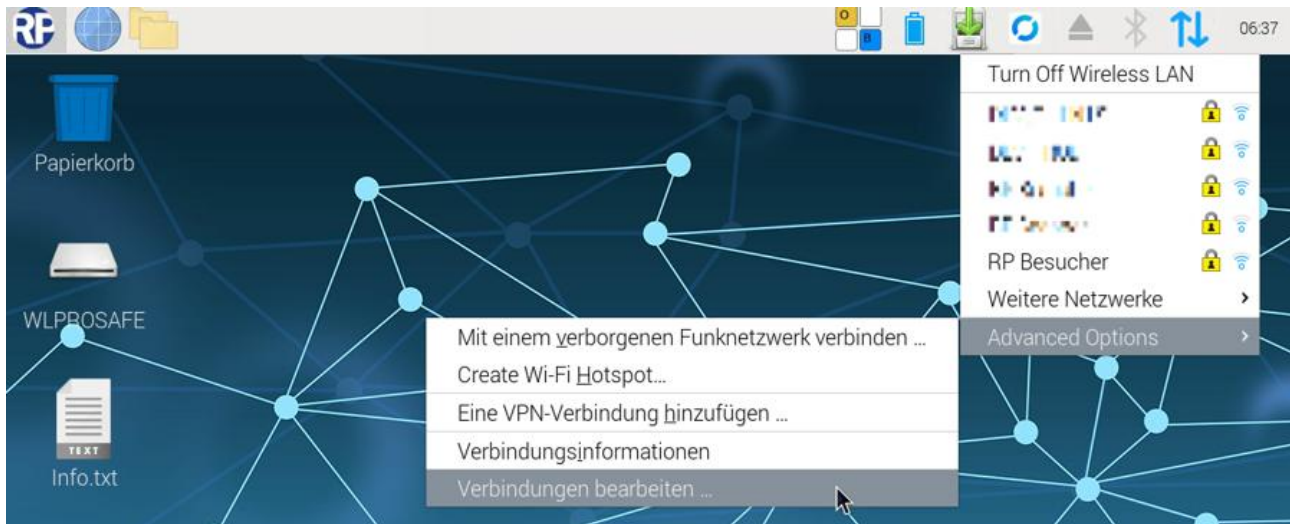 RP
O
B
06:37
Turn Off Wireless LAN
RP Besucher
Weitere Netzwerke
Advanced Options
Papierkorb
WLPROSAFE
TEXT
Info.txt
Mit einem verborgenen Funknetzwerk verbinden ...
Create Wi-Fi Hotspot...
Eine VPN-Verbindung hinzufügen ...
Verbindungsinformationen
Verbindungen bearbeiten ...